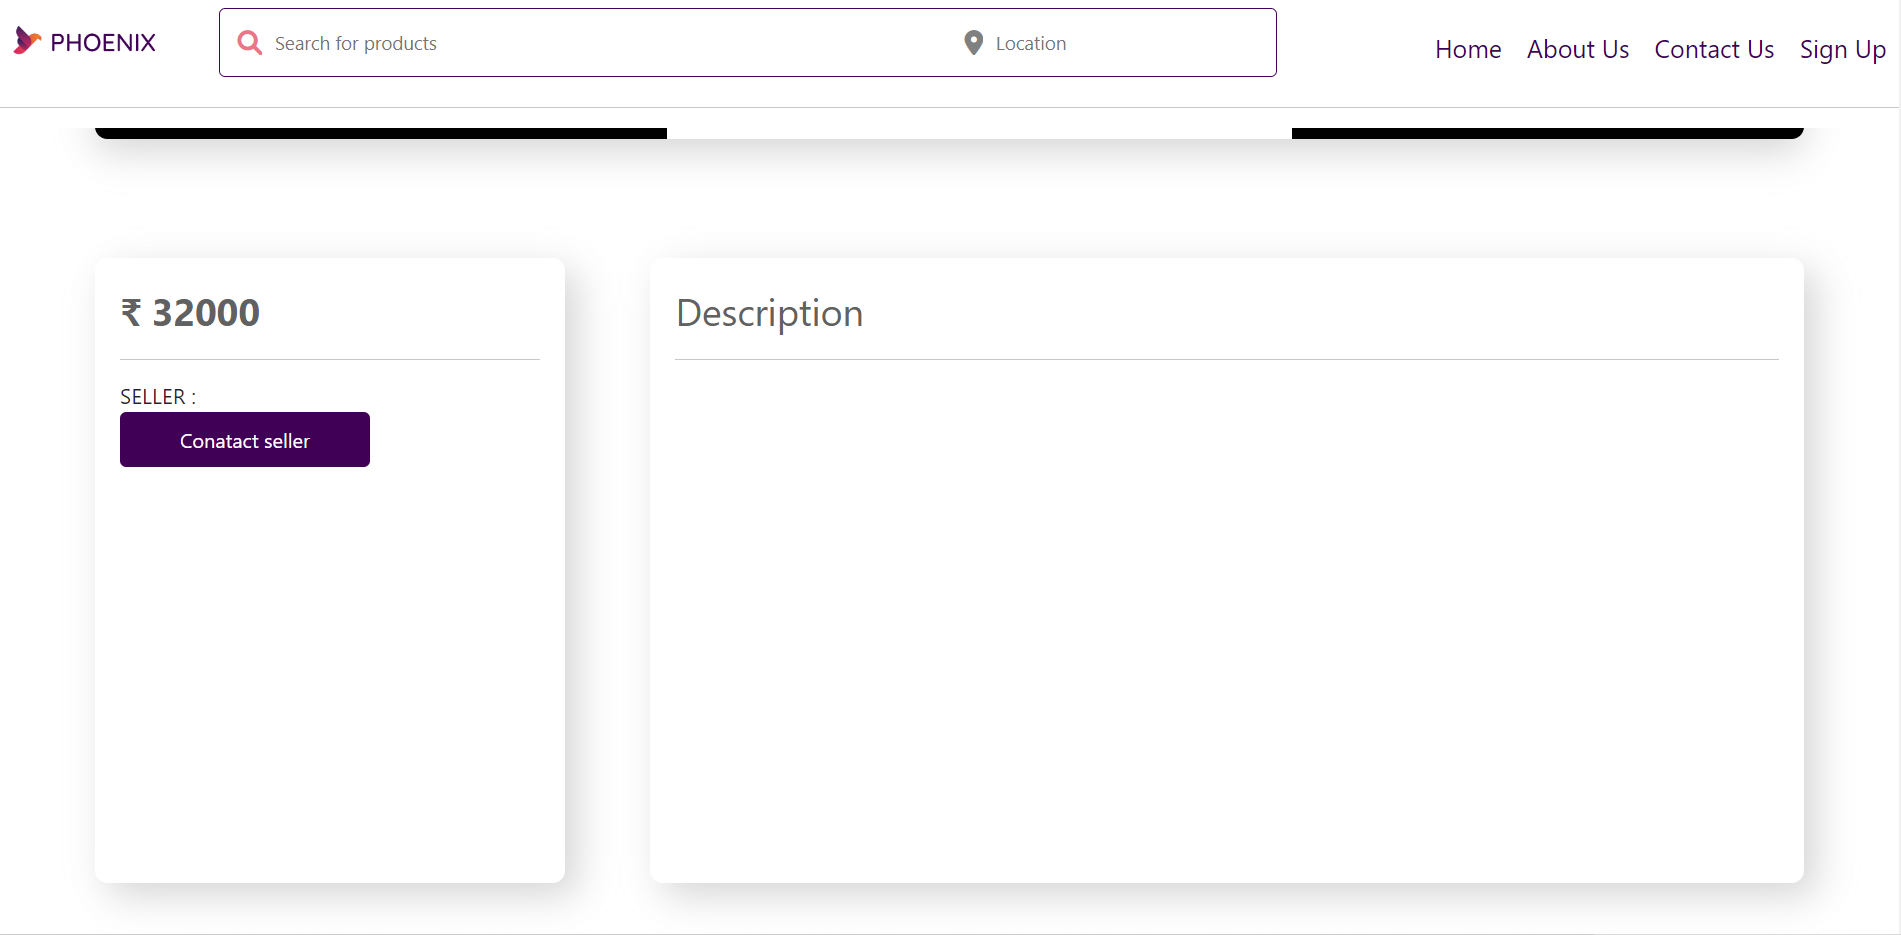 PHOENIX
Search for products
Location
Home
About Us
Contact Us
Sign Up
₹ 32000
SELLER :
Conatact seller
Description